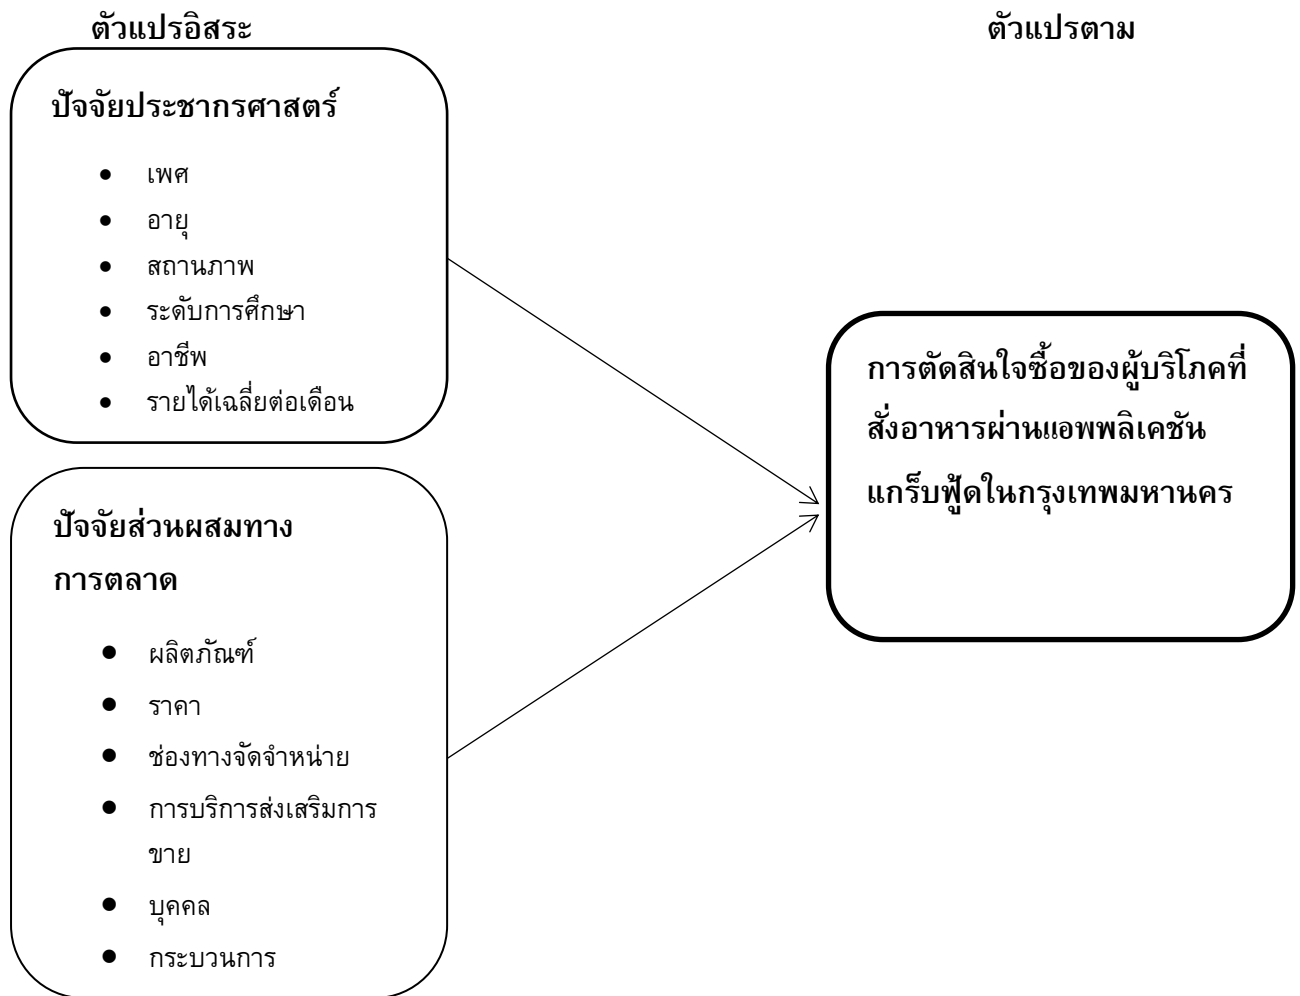 ตัวแปรอิสระ
ตัวแปรตาม
ปัจจัยประชากรศาสตร์
• เพศ
• อายุ
• สถานภาพ
• ระดับการศึกษา
• อาชีพ
• รายได้เฉลี่ยต่อเดือน
ปัจจัยส่วนผสมทาง
การตลาด
• ผลิตภัณฑ์
• ราคา
• ช่องทางจัดจำหน่าย
• การบริการส่งเสริมการ
ขาย
• บุคคล
• กระบวนการ
การตัดสินใจซื้อของผู้บริโภคที่
สั่งอาหารผ่านแอพพลิเคชัน
แกร็บฟู้ดในกรุงเทพมหานคร